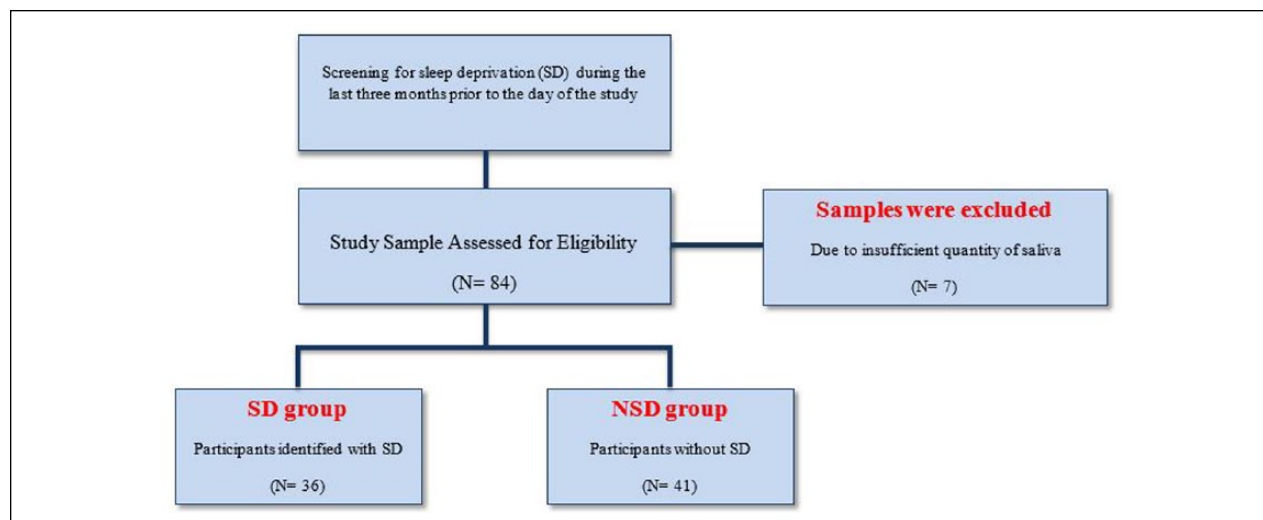 Screening for sleep deprivation (SD) during the
last three months prior to the day of the study
Study Sample Assessed for Eligibility
(N= 84)
Samples were excluded
Due to insufficient quantity of saliva
(N= 7)
SD group
Participants identified with SD
(N= 36)
NSD group
Participants without SD
(N= 41)